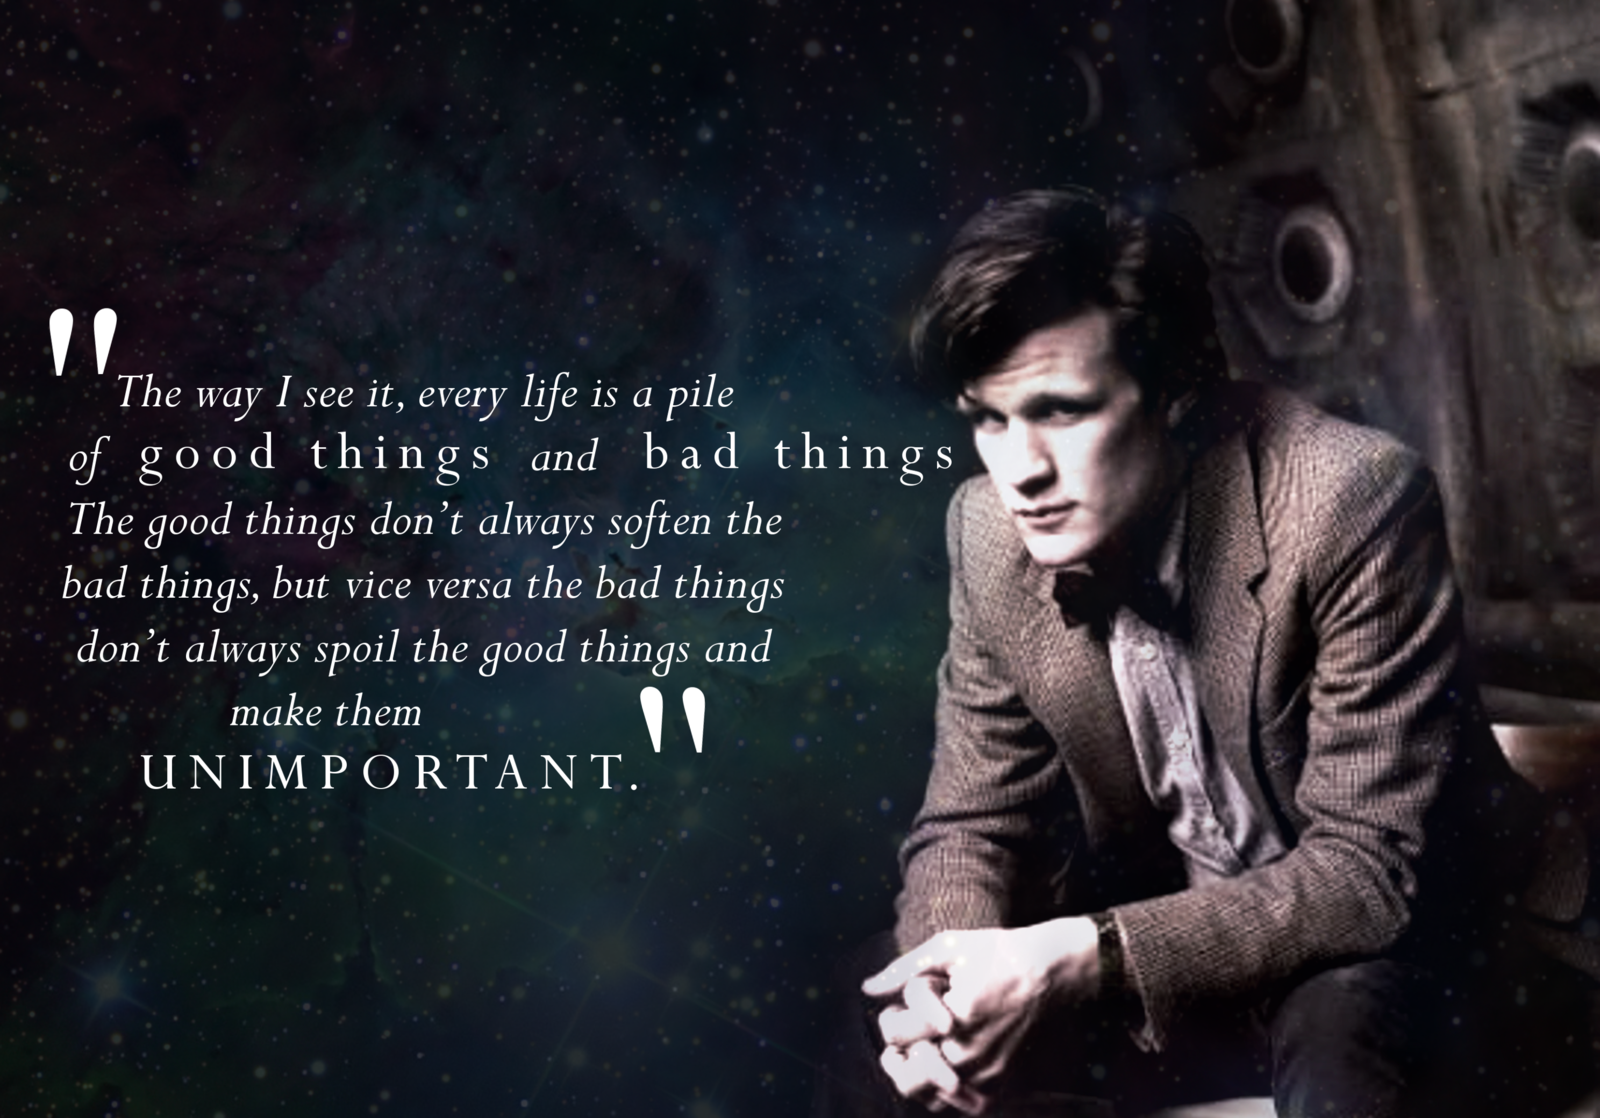 "The way I see it, every life is a pile
of good things and bad things
The good things don't always soften the
bad things, but vice versa the bad things
don't always spoil the good things and
make them
UNIMPORTANT."